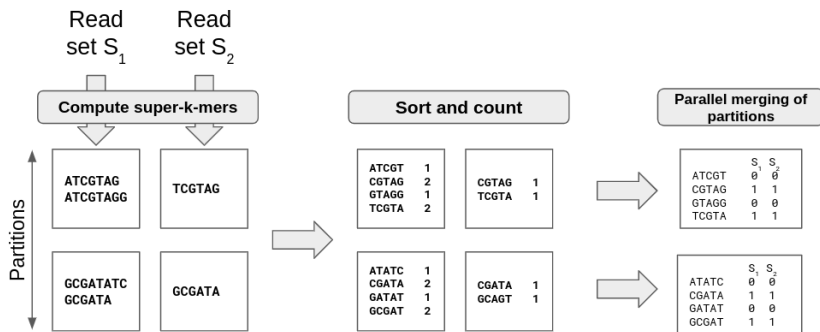 Read
set S1
Read
set S2
Compute super-k-mers
Sort and count
Parallel merging of
partitions
Partitions
ATCGTAG
ATCGTAGG
TCGTAG
ATCGT 1
CGTAG 2
GTAGG 1
TCGTA 2
CGTAG 1
TCGTA 1
S1 S2
ATCGT 0 0
CGTAG 1 1
GTAGG 0 0
TCGTA 1 1
GCGATATC
GCGATA
GCGATA
ATATC 1
CGATA 2
GATAT 1
GCGAT 2
CGATA 1
GCAGT 1
S1 S2
ATATC 0 0
CGATA 1 1
GATAT 0 0
GCGAT 1 1